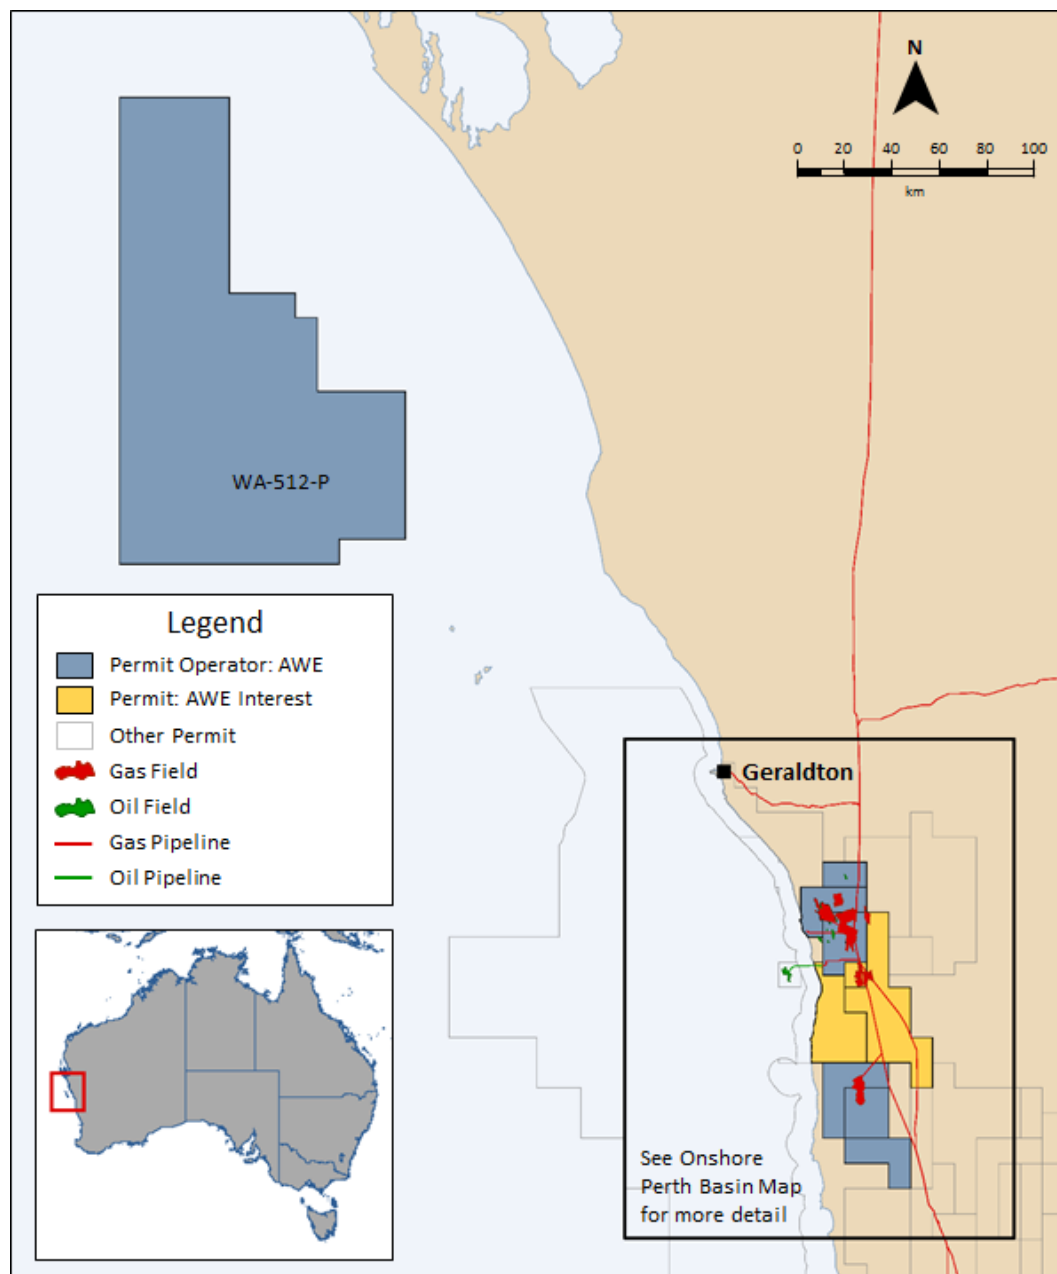 N
0 20 40 60 80 100
km
WA-512-P
Legend
Permit Operator: AWE
Permit: AWE Interest
Other Permit
Gas Field
Oil Field
Gas Pipeline
Oil Pipeline
Geraldton
See Onshore
Perth Basin Map
for more detail